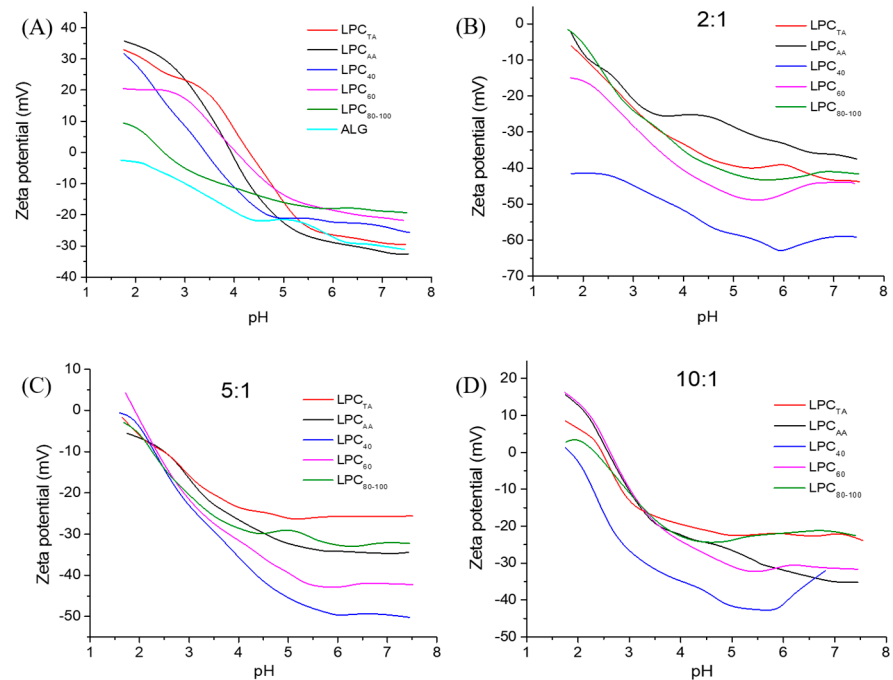 (A)
LPC_TA
LPC_AA
LPC_40
LPC_60
LPC_80-100
ALG
40
30
20
10
0
-10
-20
-30
-40
Zeta potential (mV)
1 2 3 4 5 6 7 8
pH
(B)
2:1
LPC_TA
LPC_AA
LPC_40
LPC_60
LPC_80-100
0
-10
-20
-30
-40
-50
-60
-70
Zeta potential (mV)
1 2 3 4 5 6 7 8
pH
(C)
5:1
LPC_TA
LPC_AA
LPC_40
LPC_60
LPC_80-100
10
0
-10
-20
-30
-40
-50
Zeta potential (mV)
1 2 3 4 5 6 7 8
pH
(D)
10:1
LPC_TA
LPC_AA
LPC_40
LPC_60
LPC_80-100
20
10
0
-10
-20
-30
-40
-50
Zeta potential (mV)
1 2 3 4 5 6 7 8
pH